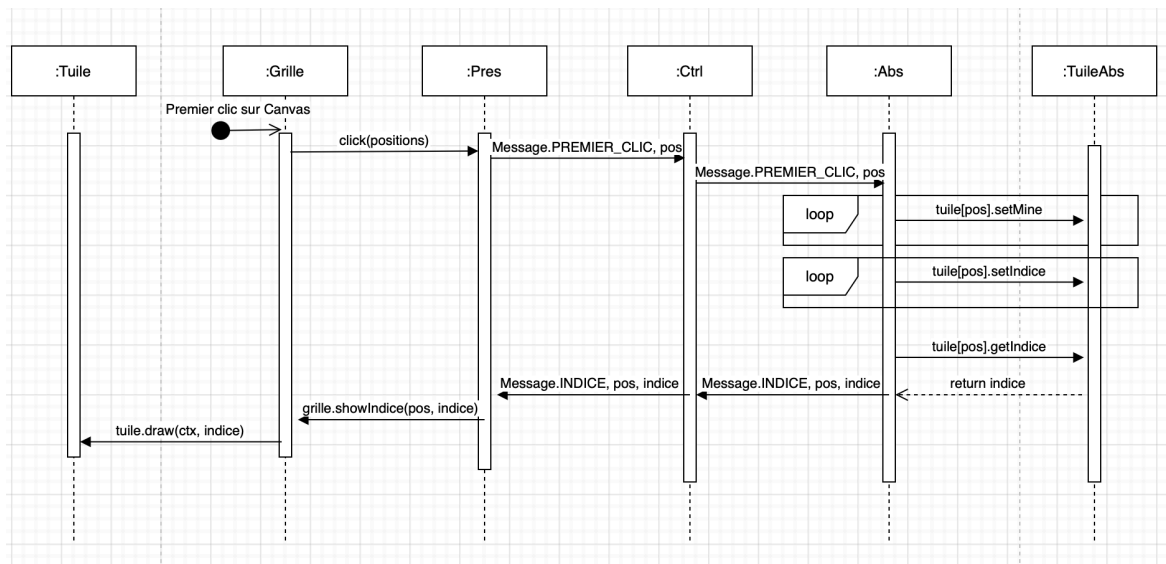 :Tuile
:Grille
:Pres
:Ctrl
:Abs
:TuileAbs
Premier clic sur Canvas
click(positions)
Message.PREMIER_CLIC, pos
Message.PREMIER_CLIC, pos
loop
tuile[pos].setMine
loop
tuile[pos].setIndice
tuile[pos].getIndice
Message.INDICE, pos, indice
Message.INDICE, pos, indice
return indice
grille.showIndice(pos, indice)
tuile.draw(ctx, indice)